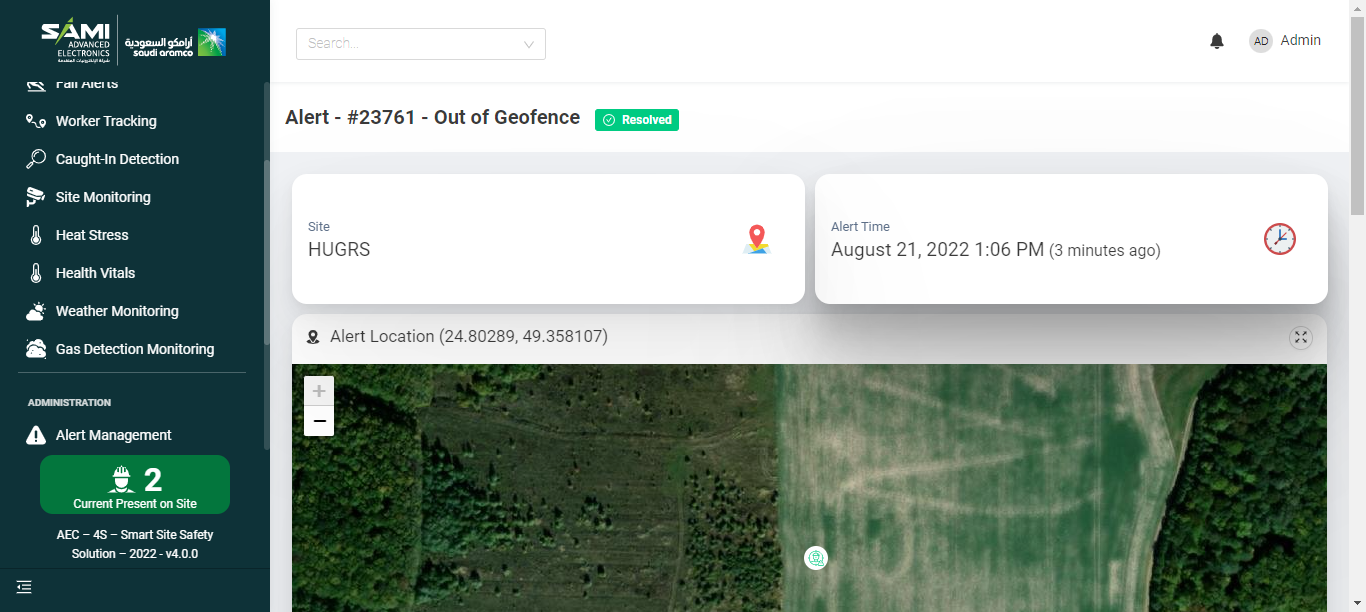 SAMI
ADVANCED
ELECTRONICS
أرامكو السعودية
saudi aramco
Search...
AD
Admin
Fall Alerts
Worker Tracking
Caught-In Detection
Site Monitoring
Heat Stress
Health Vitals
Weather Monitoring
Gas Detection Monitoring
ADMINISTRATION
Alert Management
2
Current Present on Site
AEC – 4S – Smart Site Safety
Solution – 2022 - v4.0.0
Alert - #23761 - Out of Geofence
Resolved
Site
HUGRS
Alert Time
August 21, 2022 1:06 PM (3 minutes ago)
Alert Location (24.80289, 49.358107)
+
−